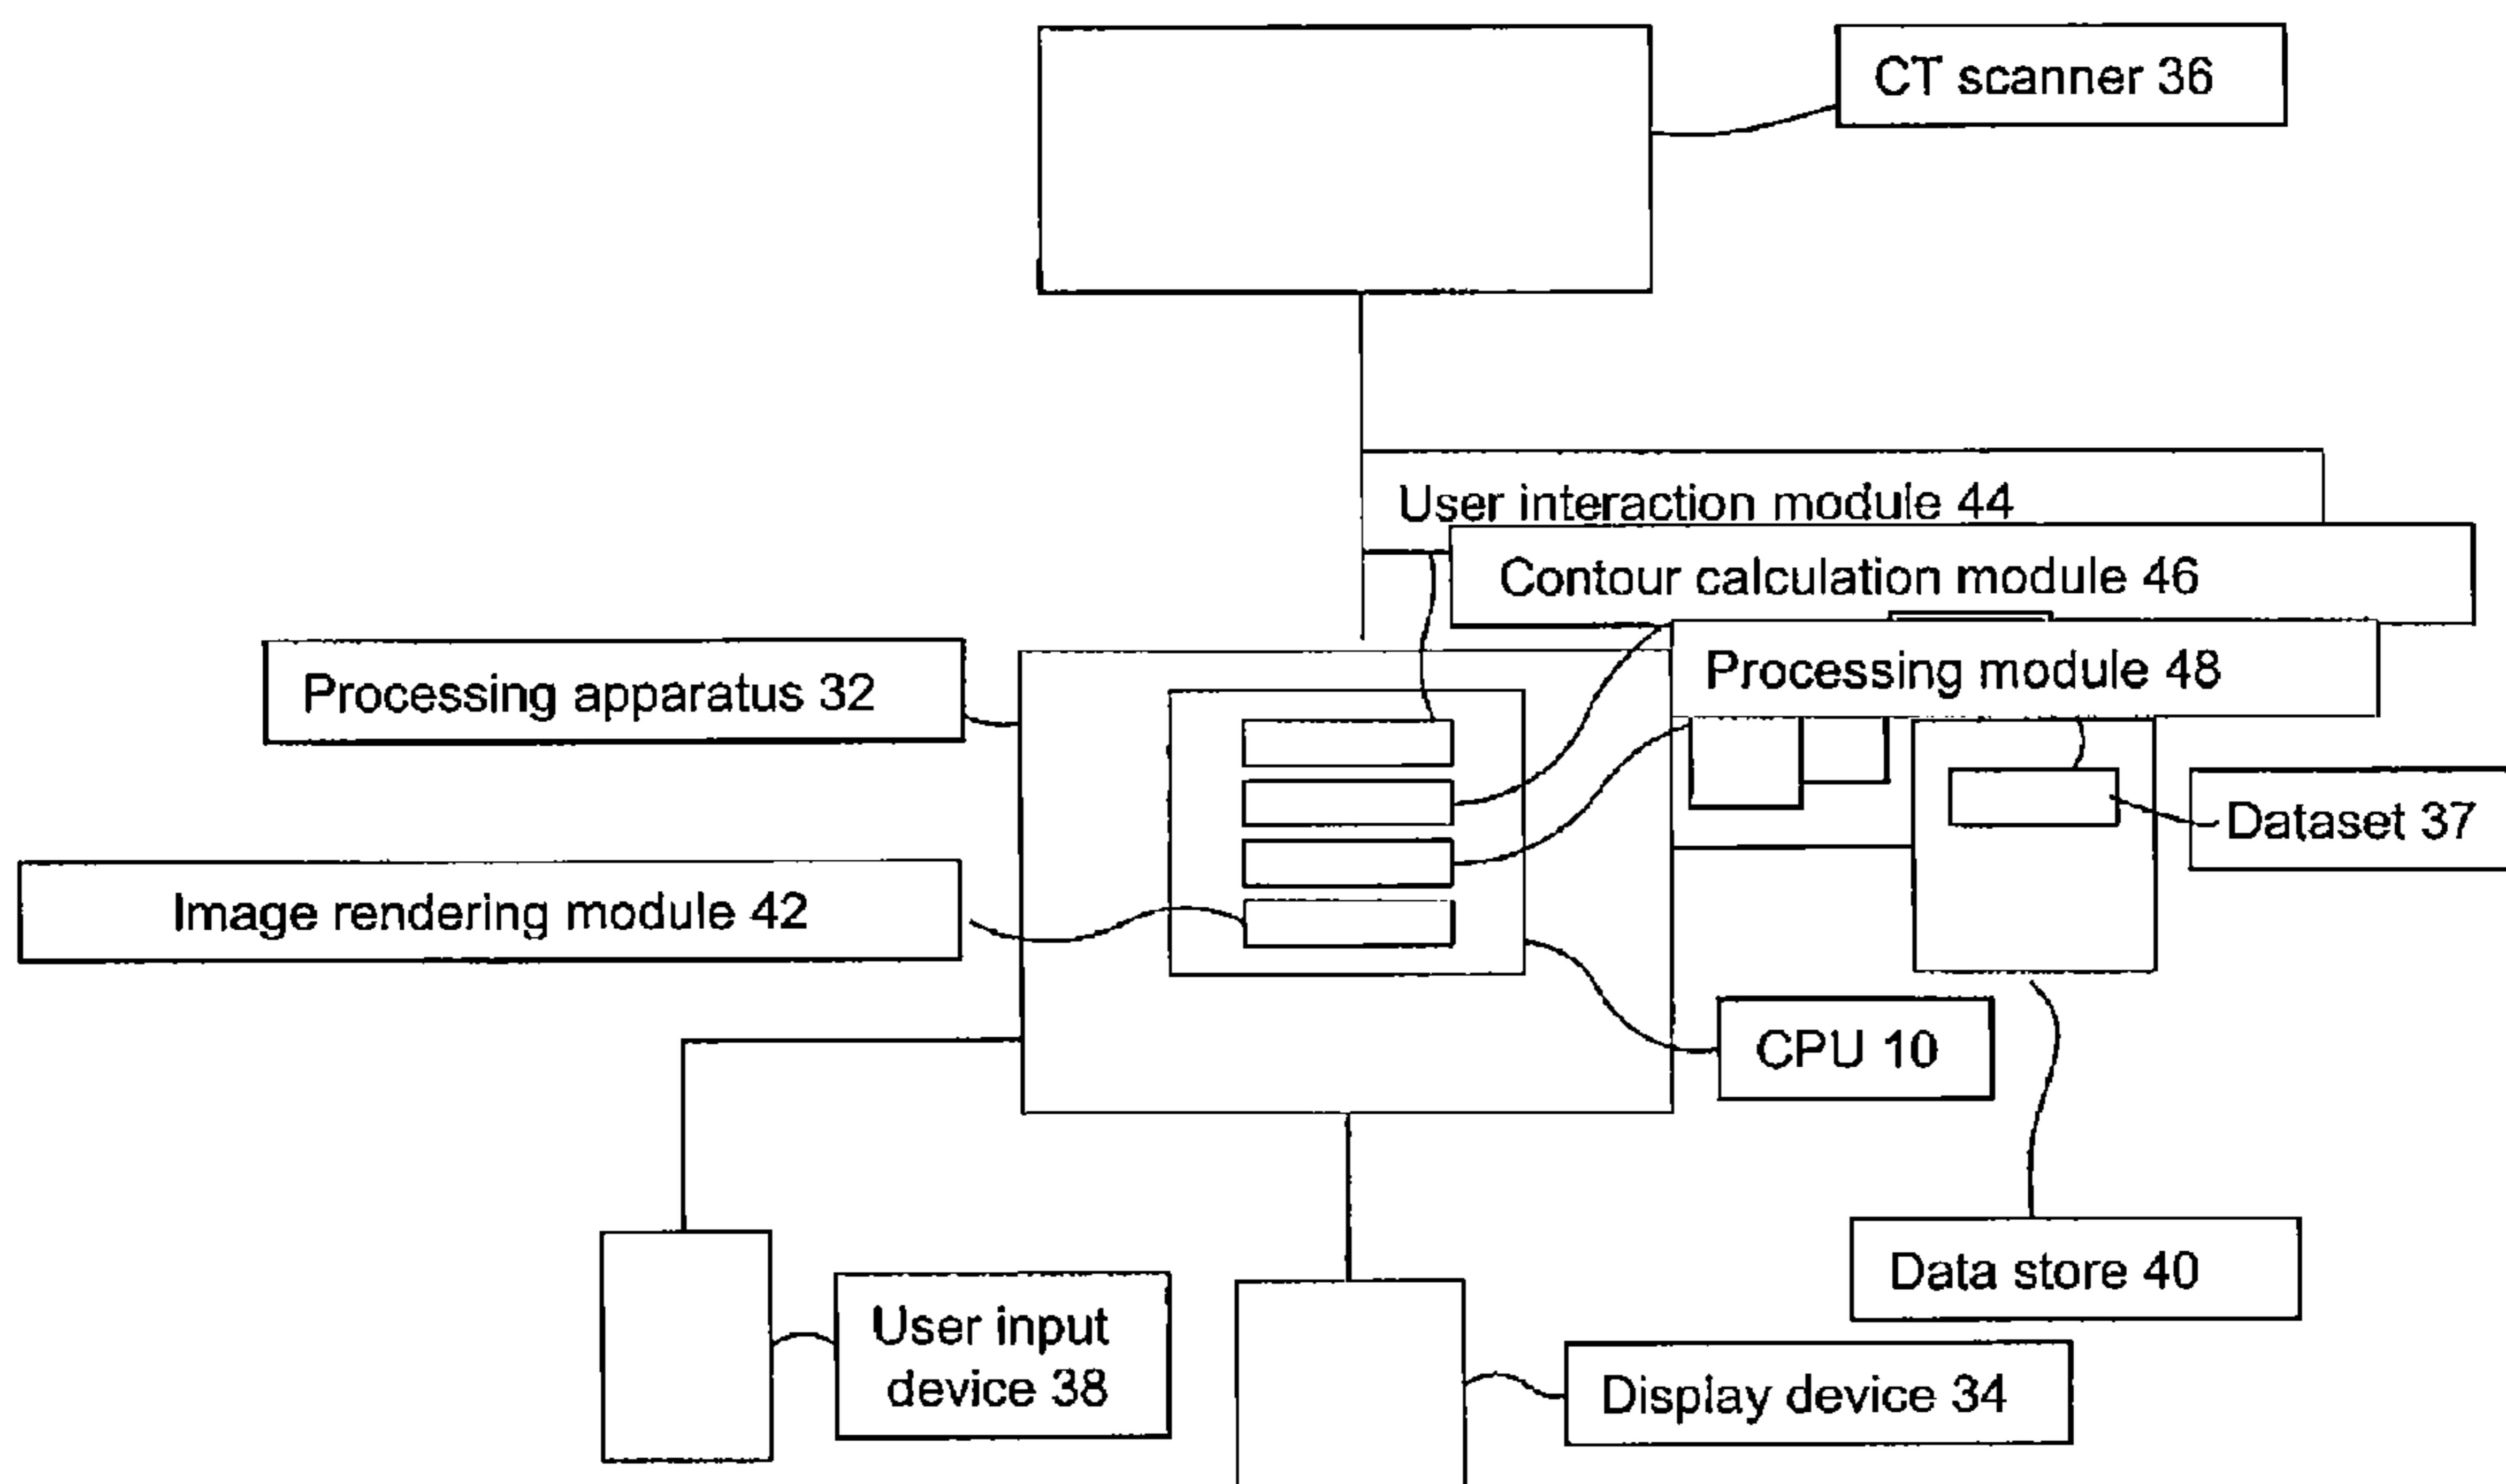 CT scanner 36
User interaction module 44
Contour calculation module 46
Processing module 48
Processing apparatus 32
Dataset 37
Image rendering module 42
CPU 10
Data store 40
User input
device 38
Display device 34